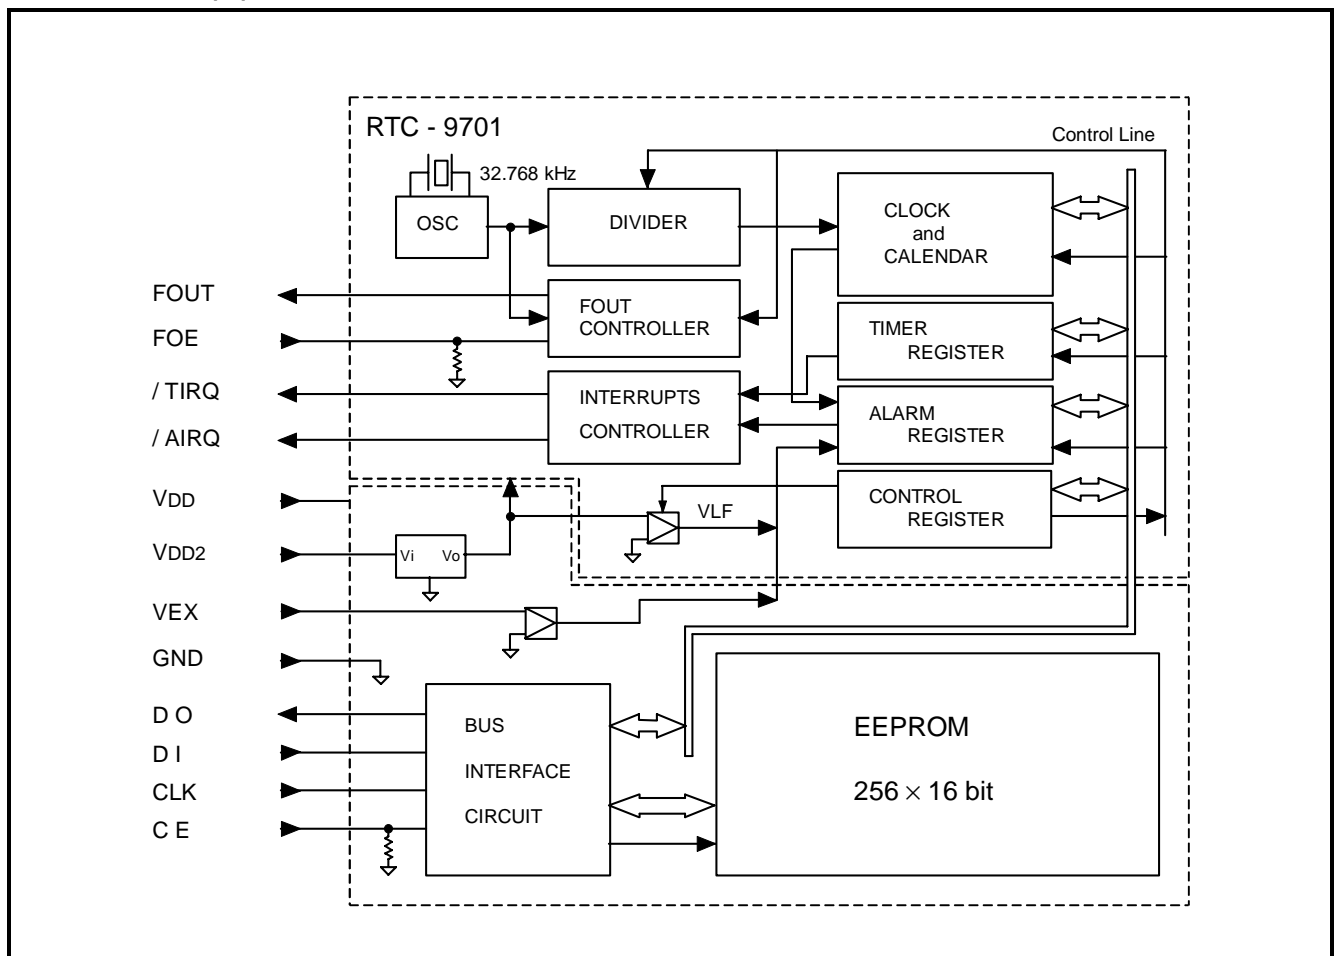 RTC - 9701
Control Line
32.768 kHz
OSC
DIVIDER
CLOCK
and
CALENDAR
FOUT
FOUT
CONTROLLER
TIMER
REGISTER
FOE
/ TIRQ
INTERRUPTS
CONTROLLER
ALARM
REGISTER
/ AIRQ
VDD
VLF
CONTROL
REGISTER
VDD2
Vi
Vo
VEX
GND
D O
BUS
INTERFACE
CIRCUIT
EEPROM
256 × 16 bit
D I
CLK
C E